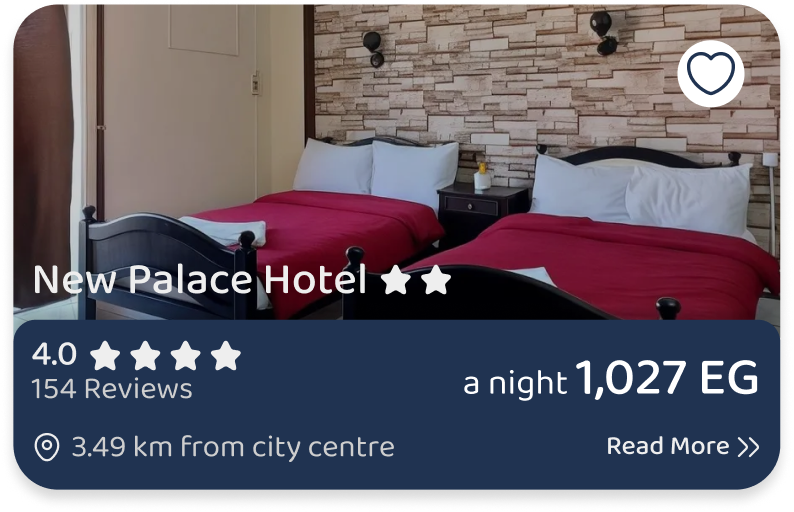 New Palace Hotel
4.0
154 Reviews
a night 1,027 EG
3.49 km from city centre
Read More